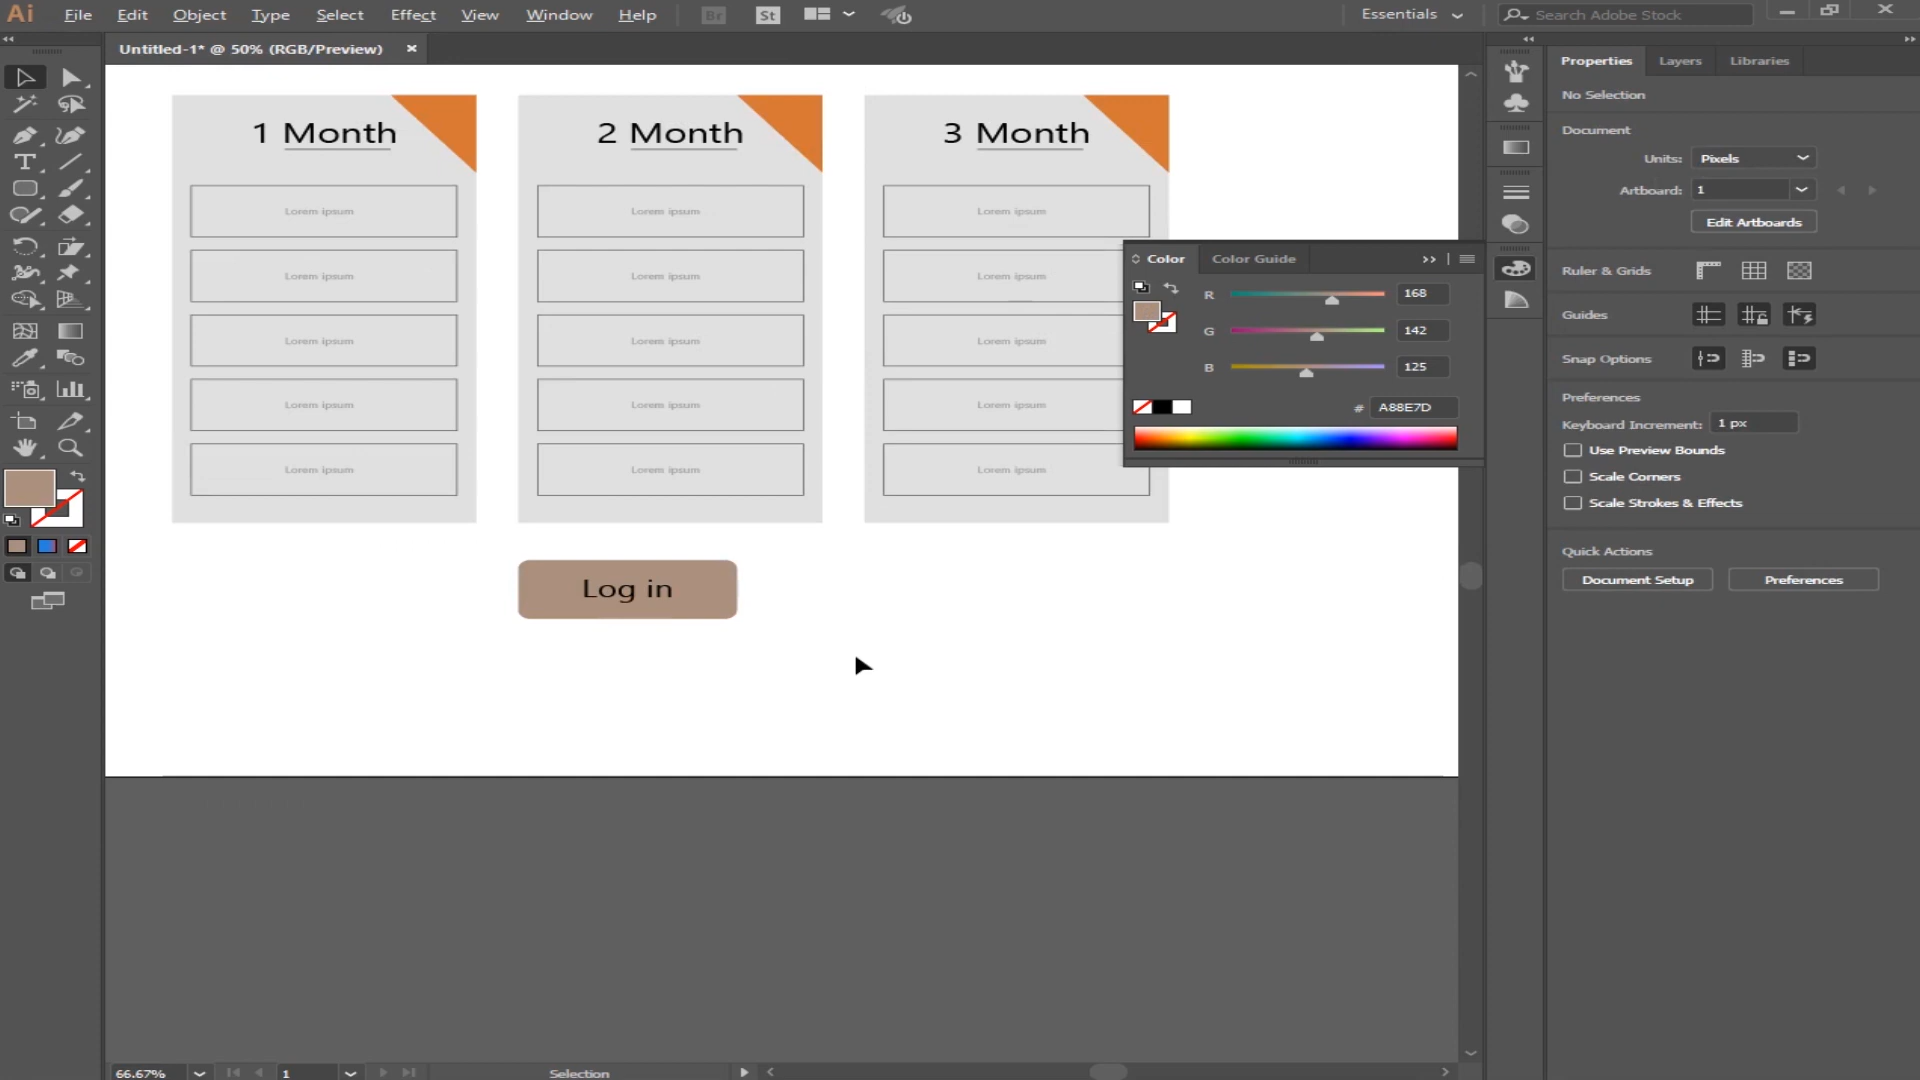 Ai File Edit Object Type Select Effect View Window Help Br St Essentials Search Adobe Stock
Untitled-1* @ 50% (RGB/Preview)
Properties Layers Libraries
No Selection
Document
Units: Pixels
Artboard: 1
Edit Artboards
Ruler & Grids
Guides
Snap Options
Preferences
Keyboard Increment: 1 px
Use Preview Bounds
Scale Corners
Scale Strokes & Effects
Quick Actions
Document Setup Preferences
1 Month
Lorem ipsum
Lorem ipsum
Lorem ipsum
Lorem ipsum
Lorem ipsum
2 Month
Lorem ipsum
Lorem ipsum
Lorem ipsum
Lorem ipsum
Lorem ipsum
3 Month
Lorem ipsum
Lorem ipsum
Lorem ipsum
Lorem ipsum
Lorem ipsum
Color Color Guide
R 168
G 142
B 125
# A88E7D
Log in
66.67% 1 Selection